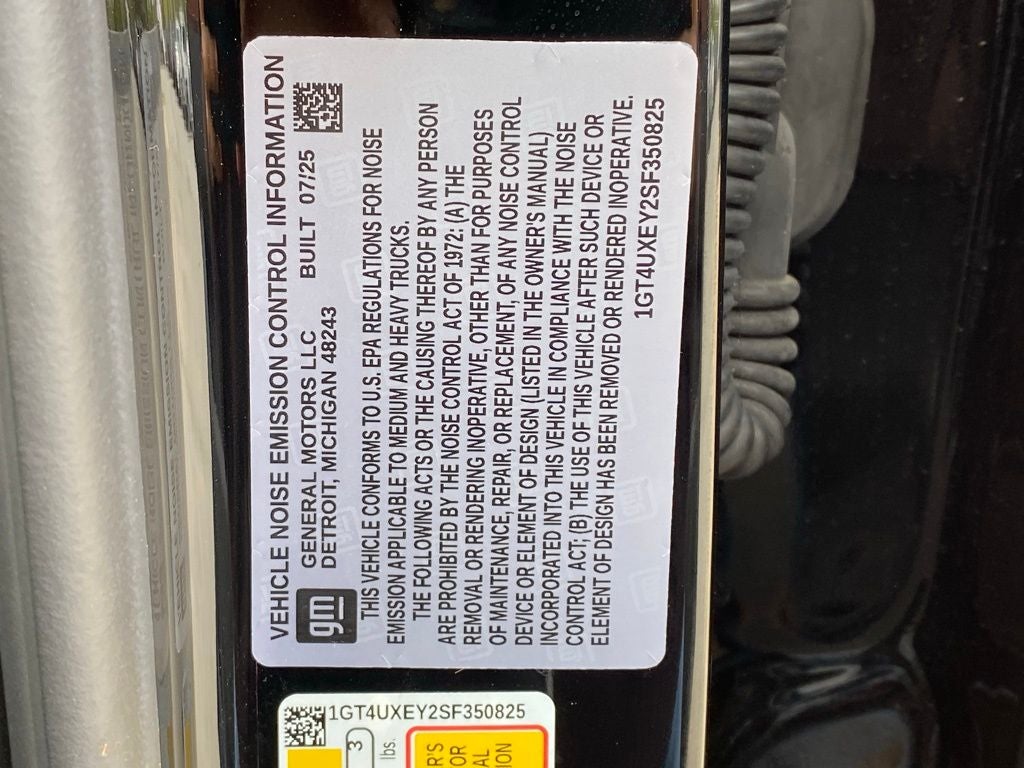 VEHICLE NOISE EMISSION CONTROL INFORMATION
gm
GENERAL MOTORS LLC
DETROIT, MICHIGAN 48243
BUILT 07/25
THIS VEHICLE CONFORMS TO U.S. EPA REGULATIONS FOR NOISE
EMISSION APPLICABLE TO MEDIUM AND HEAVY TRUCKS.
THE FOLLOWING ACTS OR THE CAUSING THEREOF BY ANY PERSON
ARE PROHIBITED BY THE NOISE CONTROL ACT OF 1972: (A) THE
REMOVAL OR RENDERING INOPERATIVE, OTHER THAN FOR PURPOSES
OF MAINTENANCE, REPAIR, OR REPLACEMENT, OF ANY NOISE CONTROL
DEVICE OR ELEMENT OF DESIGN (LISTED IN THE OWNER'S MANUAL)
INCORPORATED INTO THIS VEHICLE IN COMPLIANCE WITH THE NOISE
CONTROL ACT; (B) THE USE OF THIS VEHICLE AFTER SUCH DEVICE OR
ELEMENT OF DESIGN HAS BEEN REMOVED OR RENDERED INOPERATIVE.
1GT4UXEY2SF350825
1GT4UXEY2SF350825
3
lbs.
R'S
OR
AL
ION